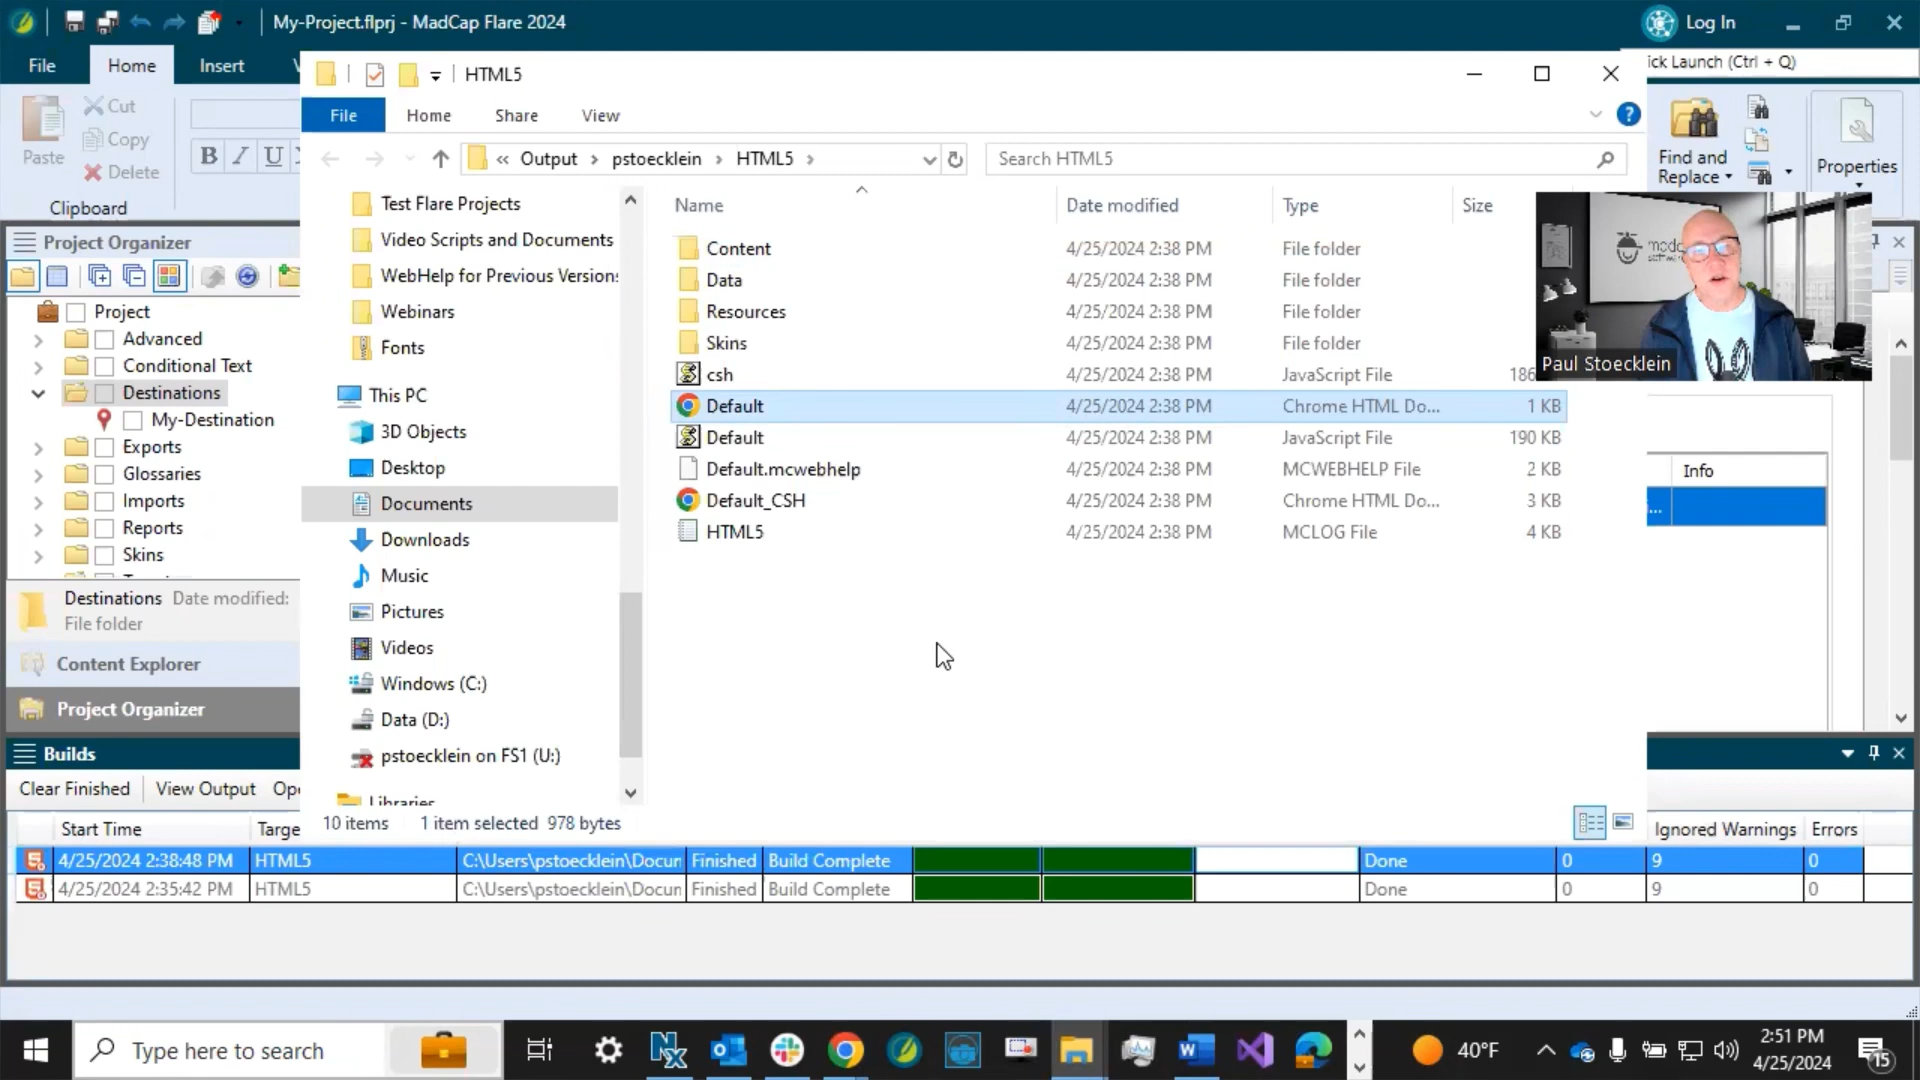 My-Project.flprj - MadCap Flare 2024
Log In
File
Home
Insert
HTML5
ick Launch (Ctrl + Q)
Cut
Copy
Delete
Paste
B I U
Clipboard
File
Home
Share
View
Find and
Replace
Properties
« Output > pstoecklein > HTML5 >
Search HTML5
Project Organizer
Project
Advanced
Conditional Text
Destinations
My-Destination
Exports
Glossaries
Imports
Reports
Skins
Destinations Date modified:
File folder
Content Explorer
Project Organizer
Test Flare Projects
Video Scripts and Documents
WebHelp for Previous Versions
Webinars
Fonts
This PC
3D Objects
Desktop
Documents
Downloads
Music
Pictures
Videos
Windows (C:)
Data (D:)
pstoecklein on FS1 (U:)
Libraries
Name Date modified Type Size
Content 4/25/2024 2:38 PM File folder
Data 4/25/2024 2:38 PM File folder
Resources 4/25/2024 2:38 PM File folder
Skins 4/25/2024 2:38 PM File folder
csh 4/25/2024 2:38 PM JavaScript File 186
Default 4/25/2024 2:38 PM Chrome HTML Do... 1 KB
Default 4/25/2024 2:38 PM JavaScript File 190 KB
Default.mcwebhelp 4/25/2024 2:38 PM MCWEBHELP File 2 KB
Default_CSH 4/25/2024 2:38 PM Chrome HTML Do... 3 KB
HTML5 4/25/2024 2:38 PM MCLOG File 4 KB
10 items 1 item selected 978 bytes
Paul Stoecklein
Info
Builds
Clear Finished
View Output
Ope
Start Time Targe Ignored Warnings Errors
4/25/2024 2:38:48 PM HTML5 C:\Users\pstoecklein\Docun Finished Build Complete Done 0 9 0
4/25/2024 2:35:42 PM HTML5 C:\Users\pstoecklein\Docun Finished Build Complete Done 0 9 0
Type here to search
40°F
2:51 PM
4/25/2024
15